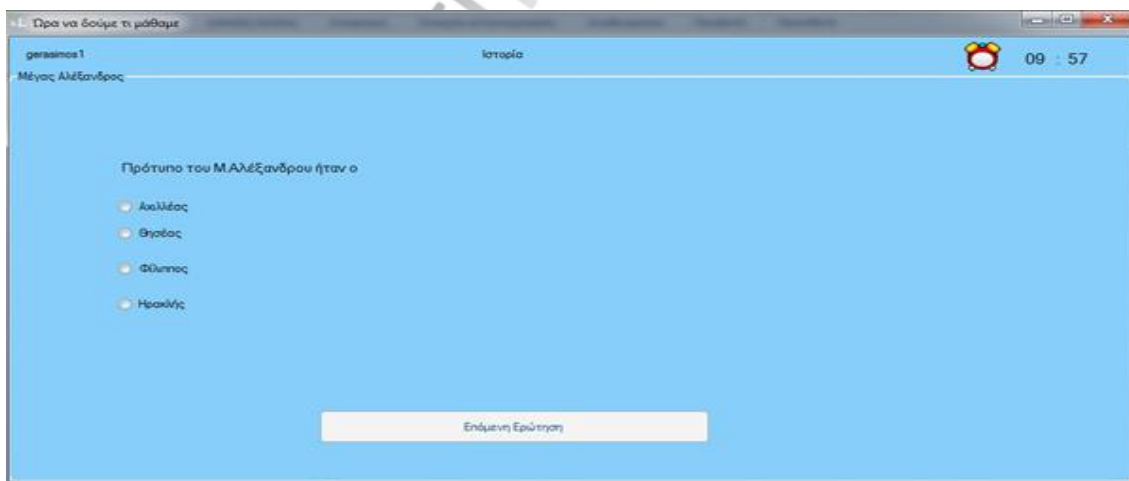 Ώρα να δούμε τι μάθαμε
gerasimos1 Ιστορία 09 : 57
Μέγας Αλέξανδρος
Πρότυπο του Μ.Αλέξανδρου ήταν ο
Αχιλλέας
Θησέας
Φίλιππος
Ηρακλής
Επόμενη Ερώτηση